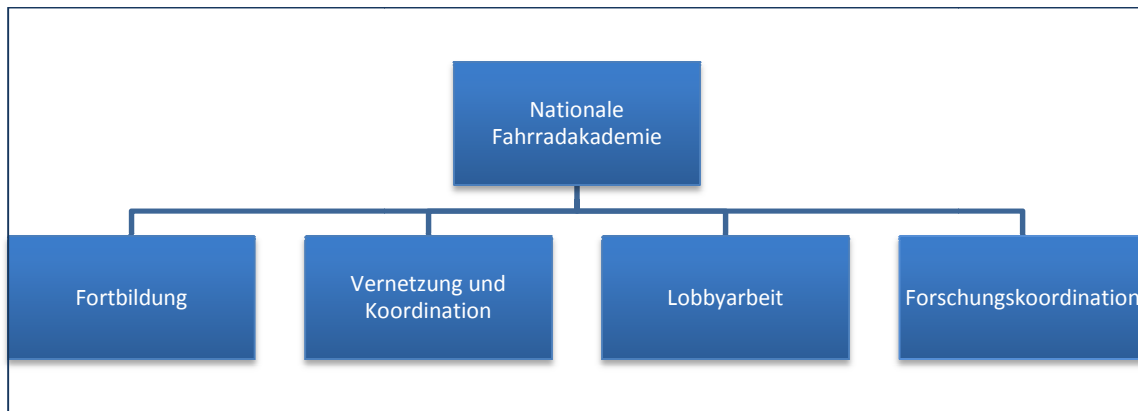 Nationale
Fahrradakademie
Fortbildung
Vernetzung und
Koordination
Lobbyarbeit
Forschungskoordination